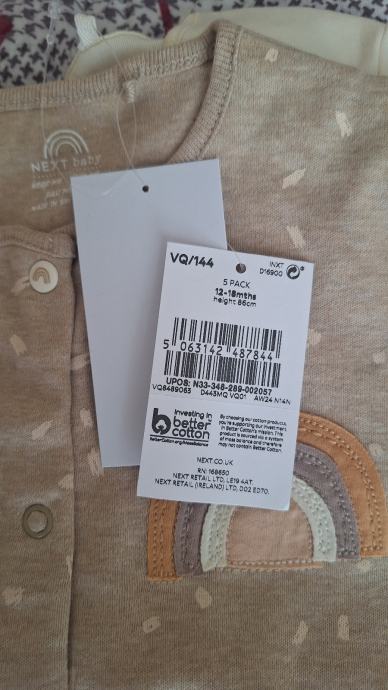 NEXT baby
VQ/144
INXT
D16900
5 PACK
12-18mths
height 86cm
5 063142 487844
UPOS: N33-348-289-002057
VQ8489063 D443MQ VQ01 AW24 N14N
Investing in
better
cotton
BetterCotton.org/massbalance
By choosing our cotton products,
you're supporting our investment
in Better Cotton's mission. This
product is sourced via a system
of mass balance and therefore
may not contain Better Cotton.
NEXT.CO.UK
RN: 168650
NEXT RETAIL LTD, LE19 4AT.
NEXT RETAIL (IRELAND) LTD, D02 ED70.